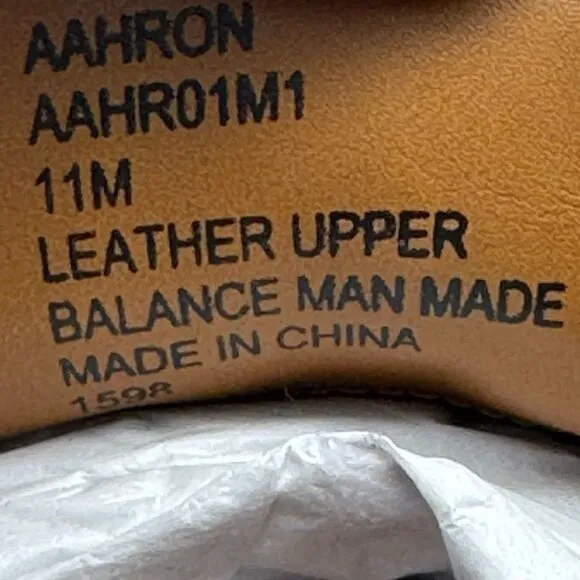 AAHRON
AAHR01M1
11M
LEATHER UPPER
BALANCE MAN MADE
MADE IN CHINA
1598